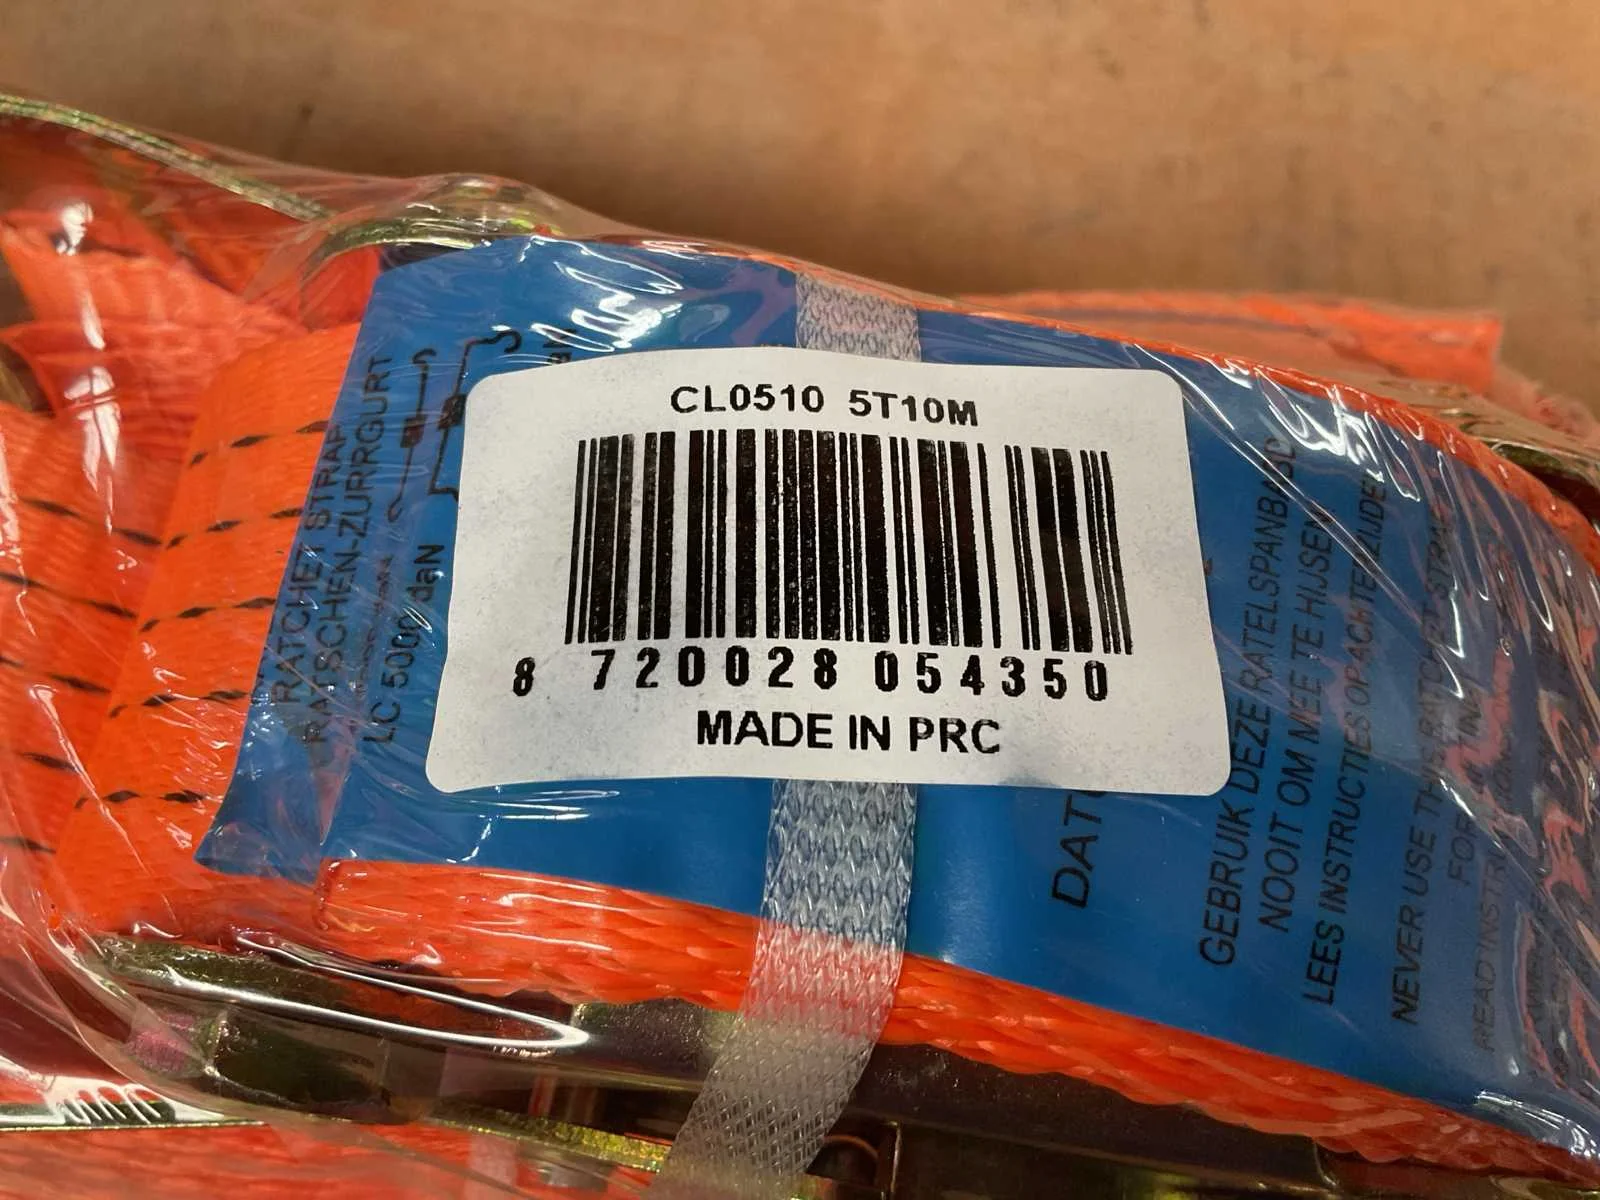 CL0510 5T10M
8 720028 054350
MADE IN PRC
RATCHET STRAP
RATSCHEN-ZURRGURT
LC 5000 daN
GEBRUIK DEZE RATELSPANBAND
NOOIT OM MEE TE HIJSEN
LEES INSTRUCTIES OP ACHTERZIJDE
NEVER USE THIS RATCHET STRAP
FOR